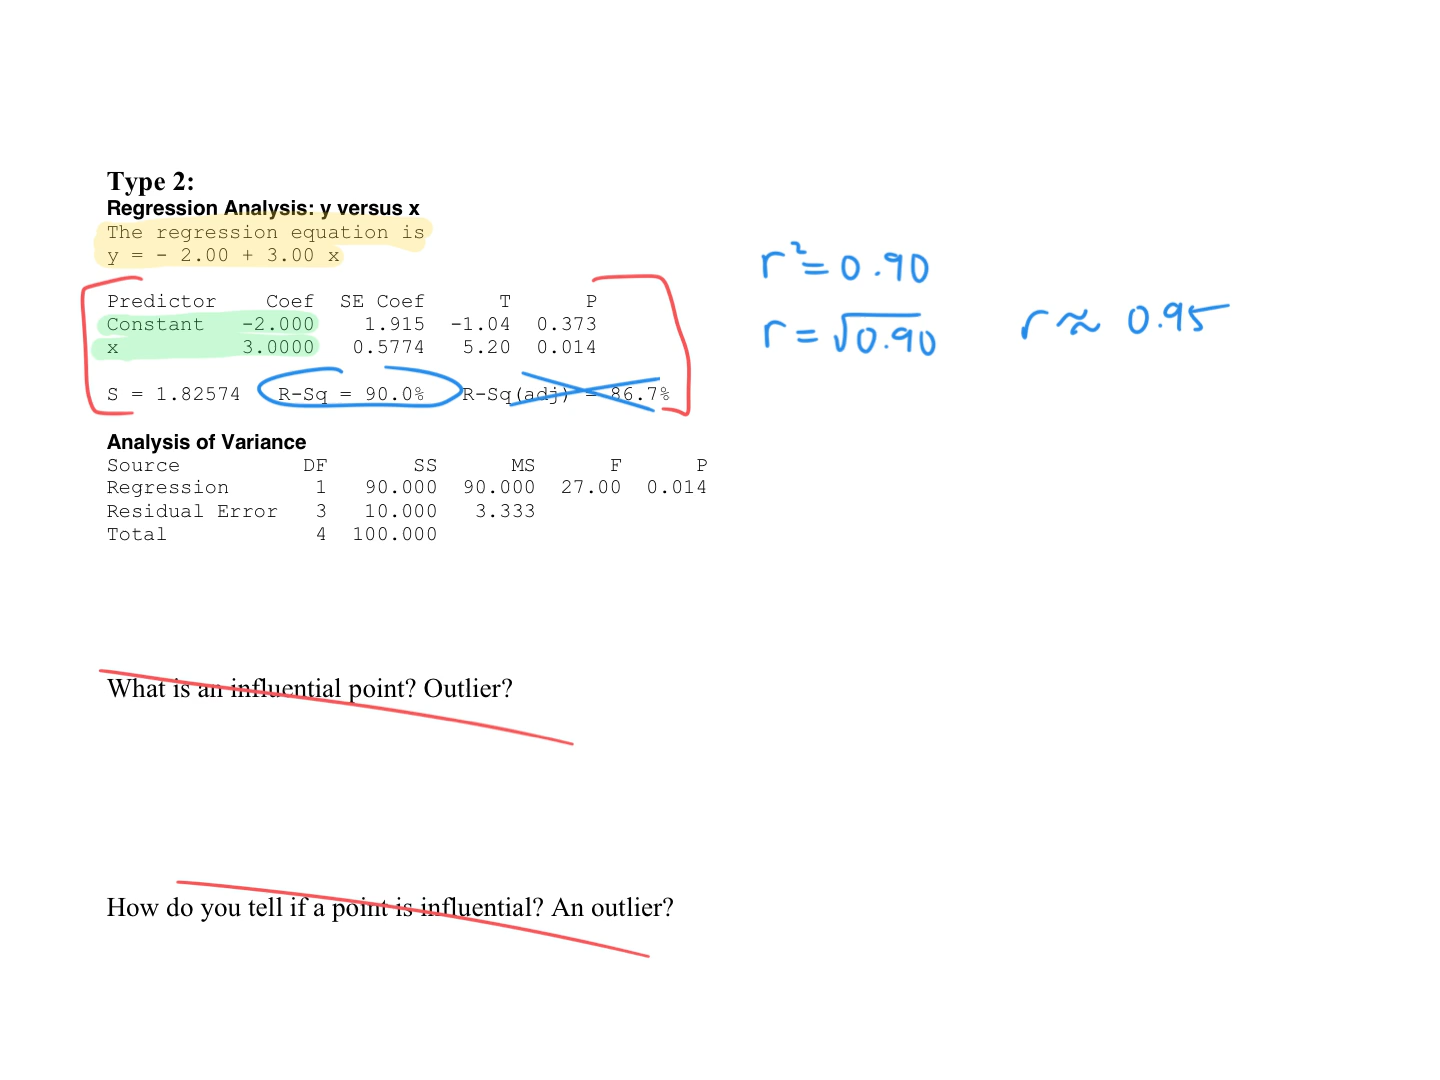 Type 2:
Regression Analysis: y versus x
The regression equation is
y = - 2.00 + 3.00 x
Predictor Coef SE Coef T P
Constant -2.000 1.915 -1.04 0.373
x 3.0000 0.5774 5.20 0.014
S = 1.82574 R-Sq = 90.0% R-Sq(adj) = 86.7%
r² = 0.90
r = √0.90 r ≈ 0.95
Analysis of Variance
Source DF SS MS F P
Regression 1 90.000 90.000 27.00 0.014
Residual Error 3 10.000 3.333
Total 4 100.000
What is an influential point? Outlier?
How do you tell if a point is influential? An outlier?